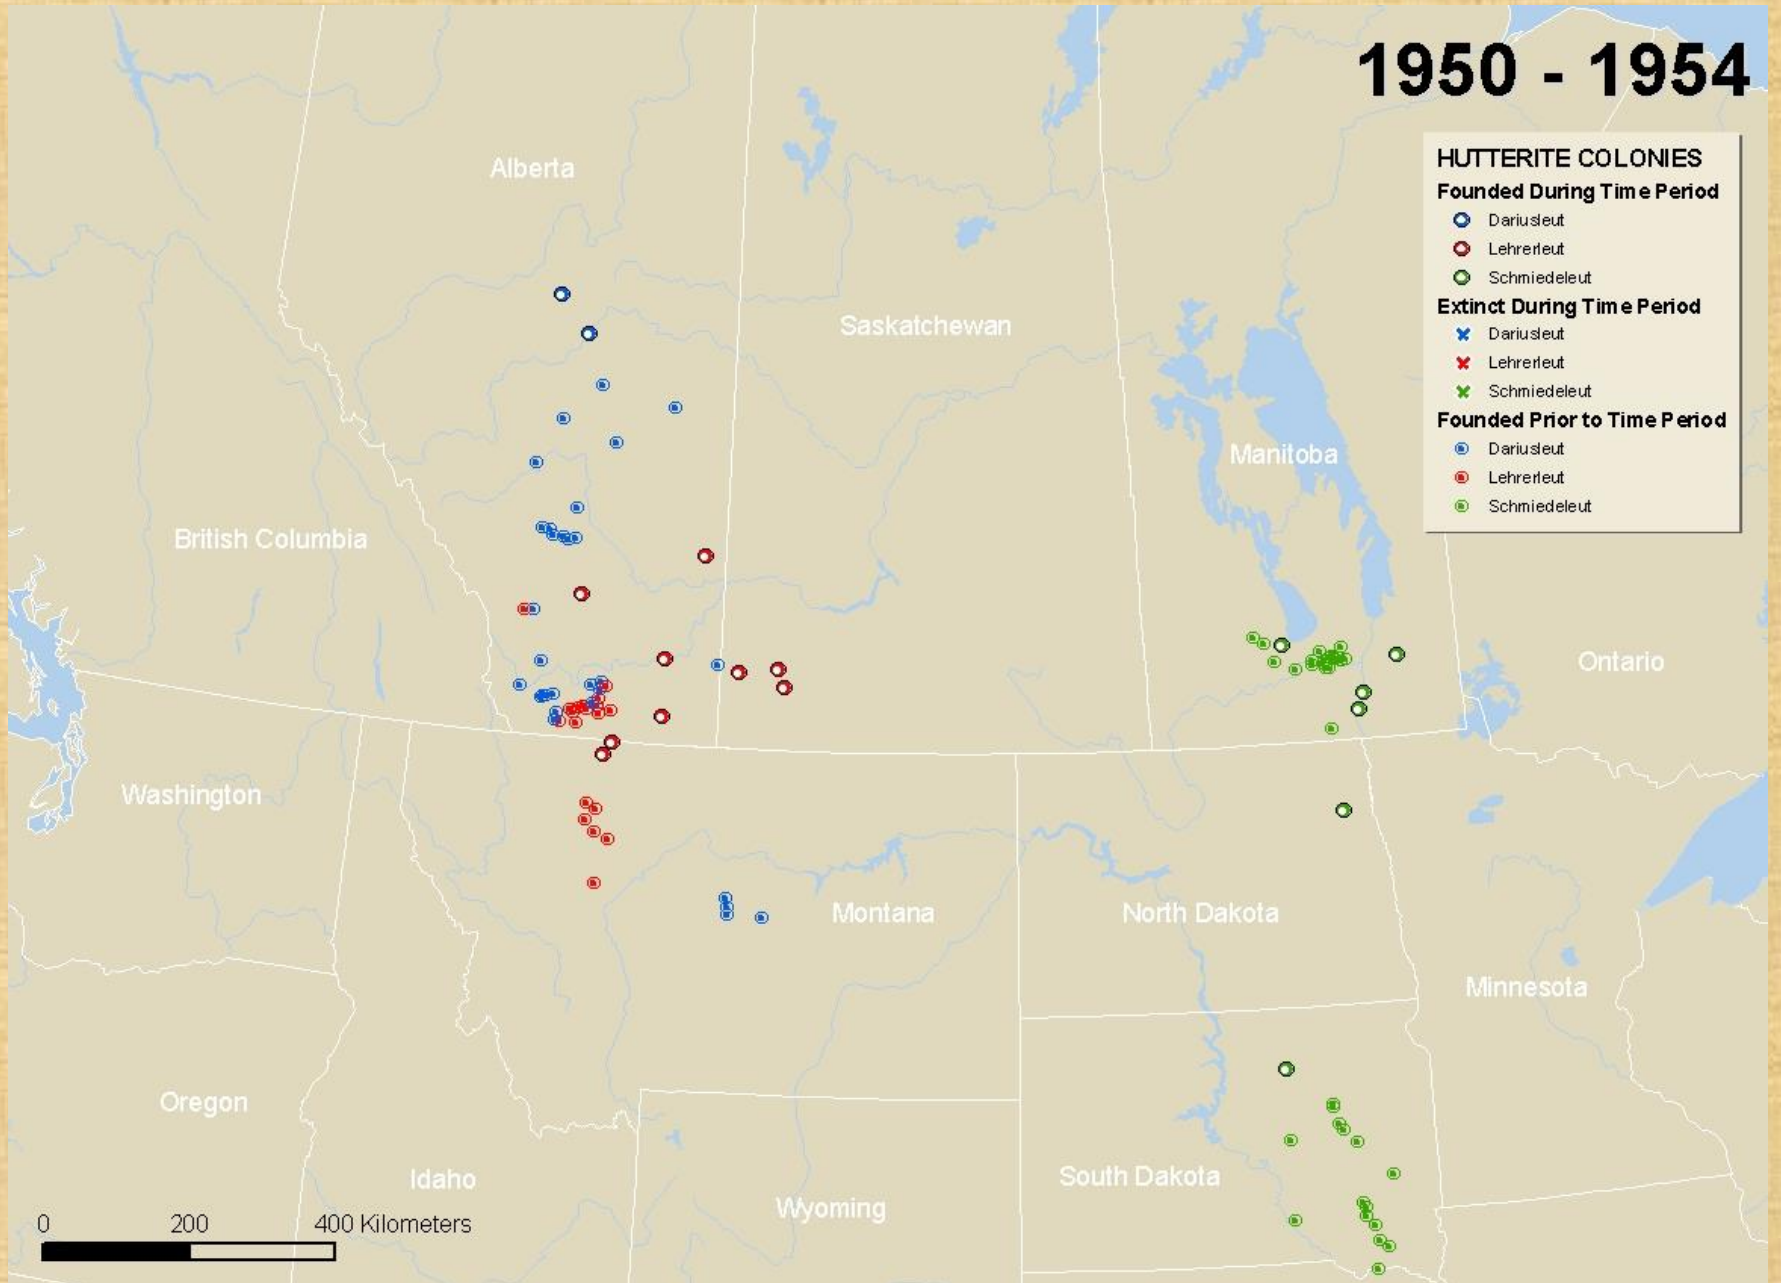 1950 - 1954
HUTTERITE COLONIES
Founded During Time Period
Dariusleut
Lehrerleut
Schmiedeleut
Extinct During Time Period
Dariusleut
Lehrerleut
Schmiedeleut
Founded Prior to Time Period
Dariusleut
Lehrerleut
Schmiedeleut
Alberta
Saskatchewan
Manitoba
British Columbia
Ontario
Washington
Montana
North Dakota
Minnesota
Oregon
Idaho
South Dakota
Wyoming
0 200 400 Kilometers